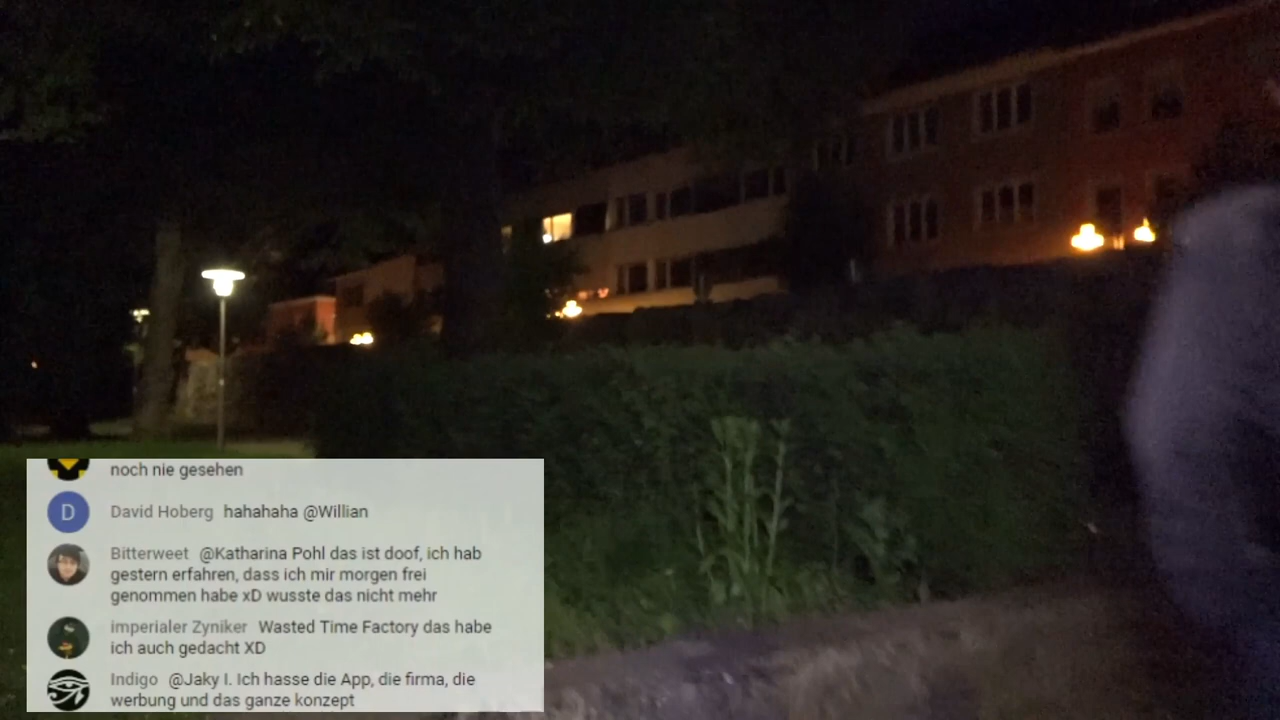 noch nie gesehen
David Hoberg hahahaha @Willian
Bitterweet @Katharina Pohl das ist doof, ich hab
gestern erfahren, dass ich mir morgen frei
genommen habe xD wusste das nicht mehr
imperialer Zyniker Wasted Time Factory das habe
ich auch gedacht XD
Indigo @Jaky I. Ich hasse die App, die firma, die
werbung und das ganze konzept
D